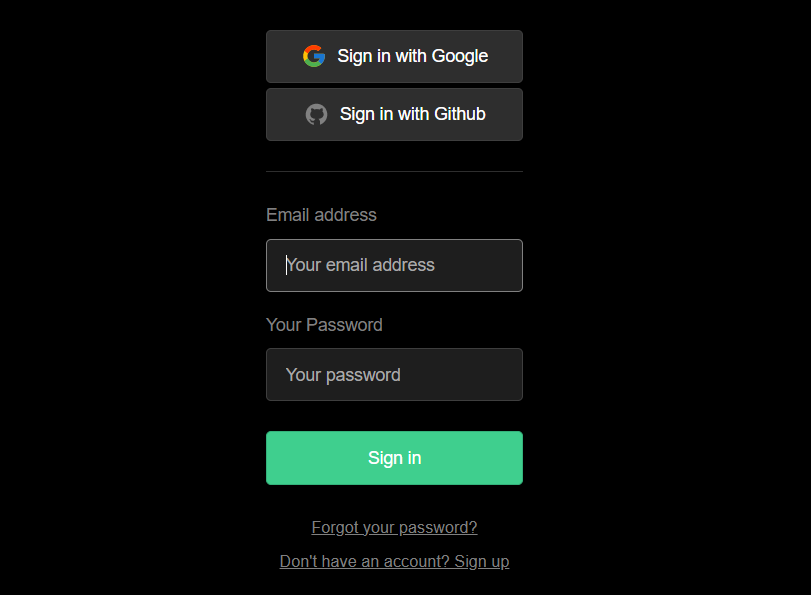 Sign in with Google
Sign in with Github
Email address
Your email address
Your Password
Your password
Sign in
Forgot your password?
Don't have an account? Sign up